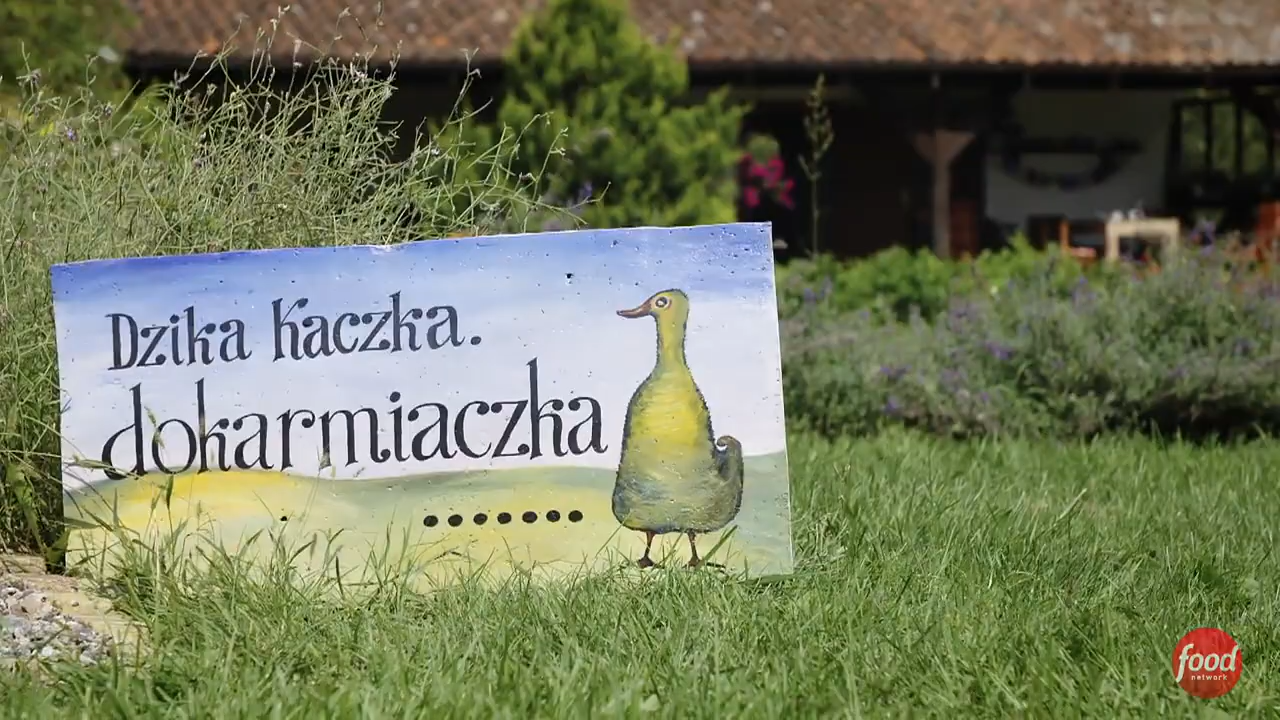 Dzika Kaczka.
dokarmiaczka
.......
food
network